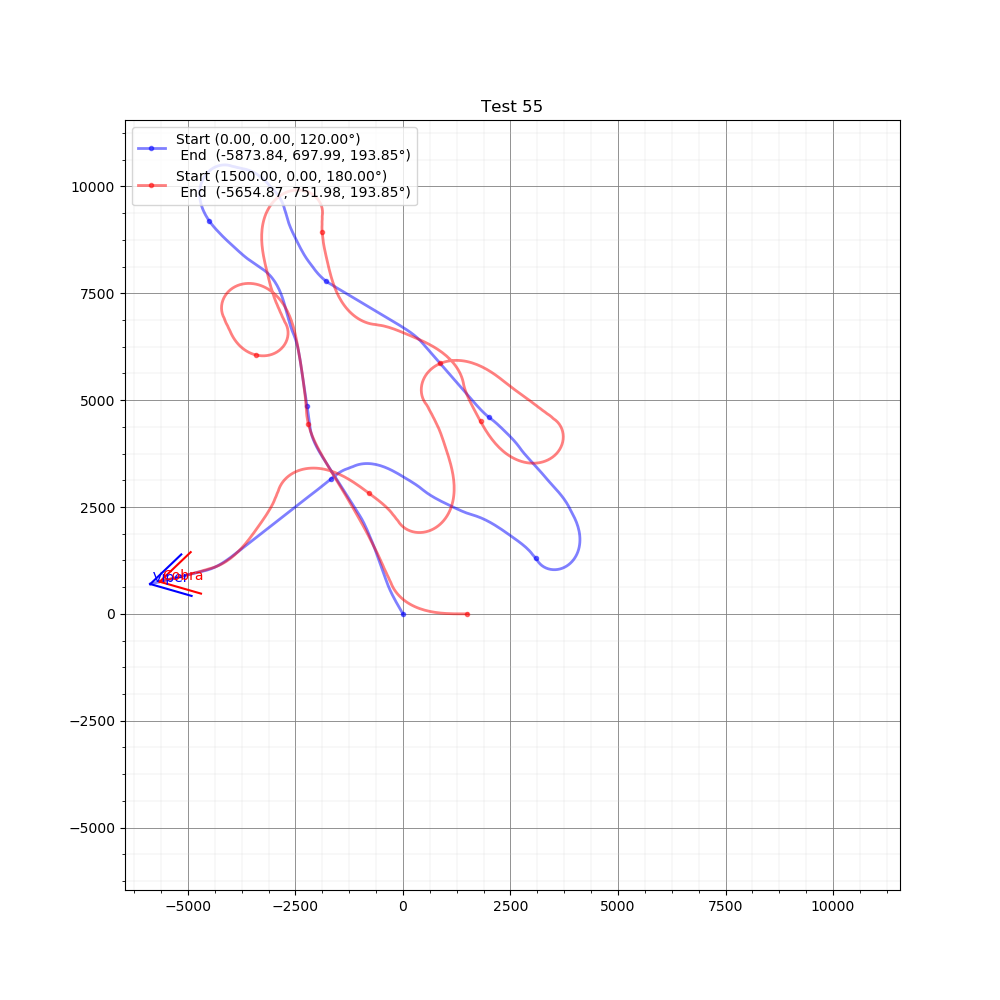 Test 55
Start (0.00, 0.00, 120.00°)
End (-5873.84, 697.99, 193.85°)
Start (1500.00, 0.00, 180.00°)
End (-5654.87, 751.98, 193.85°)
10000
7500
5000
2500
0
−2500
−5000
Viper
Cobra
−5000
−2500
0
2500
5000
7500
10000